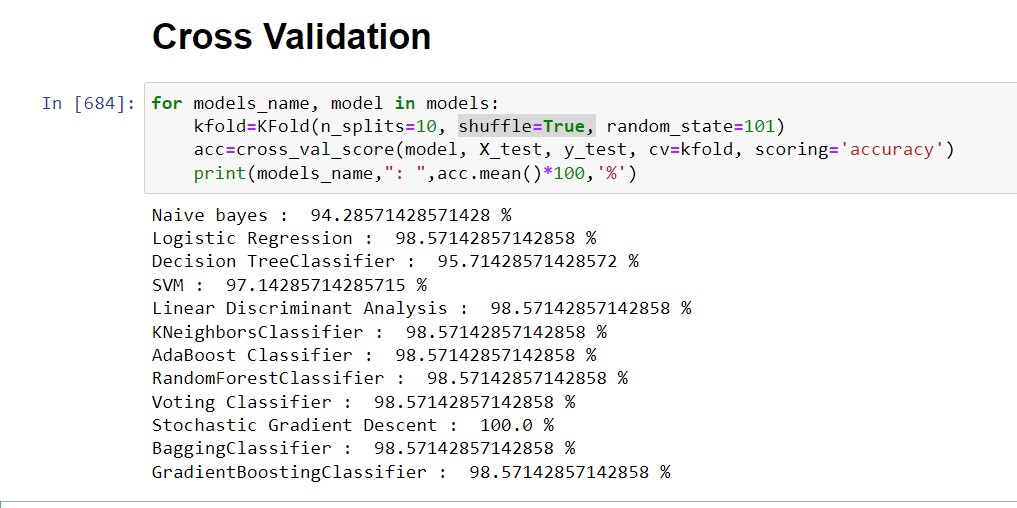 Cross Validation
In [684]: for models_name, model in models:
    kfold=KFold(n_splits=10, shuffle=True, random_state=101)
    acc=cross_val_score(model, X_test, y_test, cv=kfold, scoring='accuracy')
    print(models_name,": ",acc.mean()*100,'%')
Naive bayes :  94.28571428571428 %
Logistic Regression :  98.57142857142858 %
Decision TreeClassifier :  95.71428571428572 %
SVM :  97.14285714285715 %
Linear Discriminant Analysis :  98.57142857142858 %
KNeighborsClassifier :  98.57142857142858 %
AdaBoost Classifier :  98.57142857142858 %
RandomForestClassifier :  98.57142857142858 %
Voting Classifier :  98.57142857142858 %
Stochastic Gradient Descent :  100.0 %
BaggingClassifier :  98.57142857142858 %
GradientBoostingClassifier :  98.57142857142858 %